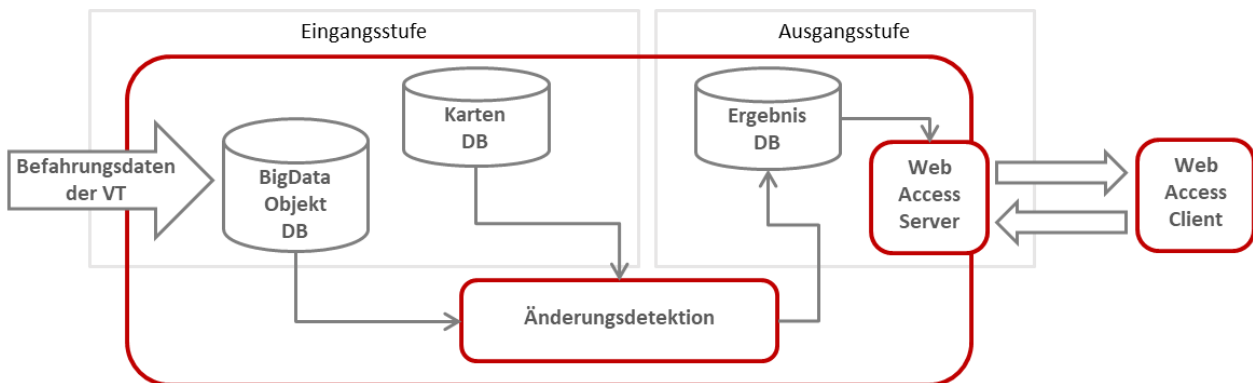 Eingangsstufe
Ausgangsstufe
Befahrungsdaten
der VT
BigData
Objekt
DB
Karten
DB
Ergebnis
DB
Web
Access
Server
Web
Access
Client
Änderungsdetektion